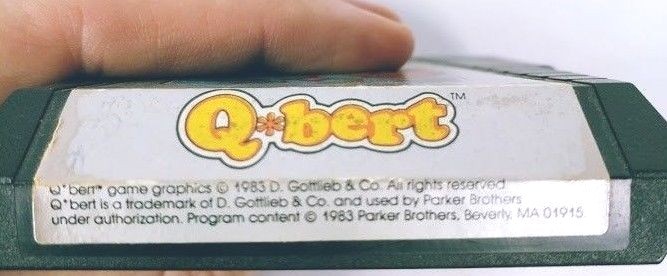 Q*bert™
Q*bert™ game graphics © 1983 D. Gottlieb & Co. All rights reserved.
Q*bert is a trademark of D. Gottlieb & Co. and used by Parker Brothers
under authorization. Program content © 1983 Parker Brothers, Beverly, MA 01915